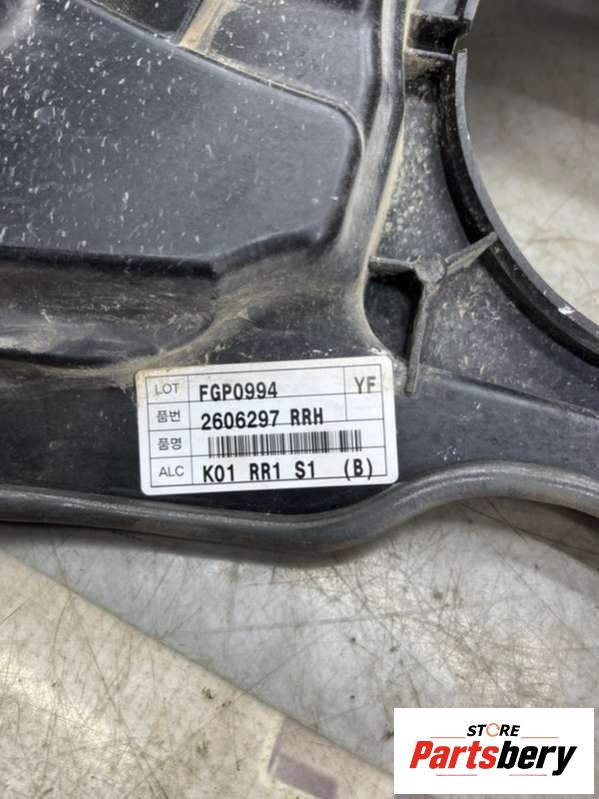 LOT FGP0994 YF
품번 2606297 RRH
품명
ALC K01 RR1 S1 (B)
STORE
Partsbery